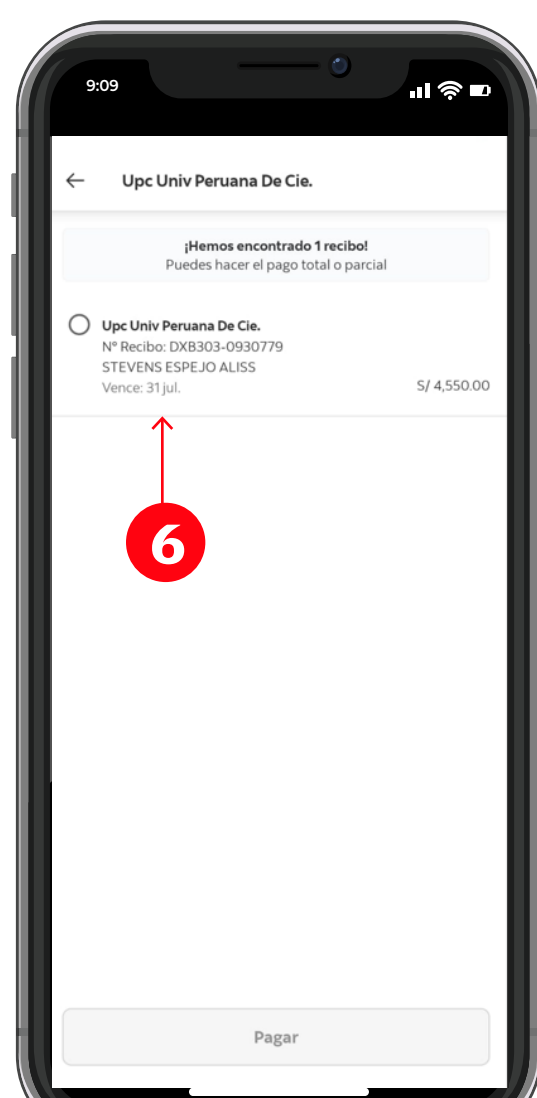 9:09
Upc Univ Peruana De Cie.
¡Hemos encontrado 1 recibo!
Puedes hacer el pago total o parcial
Upc Univ Peruana De Cie.
N° Recibo: DXB303-0930779
STEVENS ESPEJO ALISS
Vence: 31 jul.
S/ 4,550.00
6
Pagar